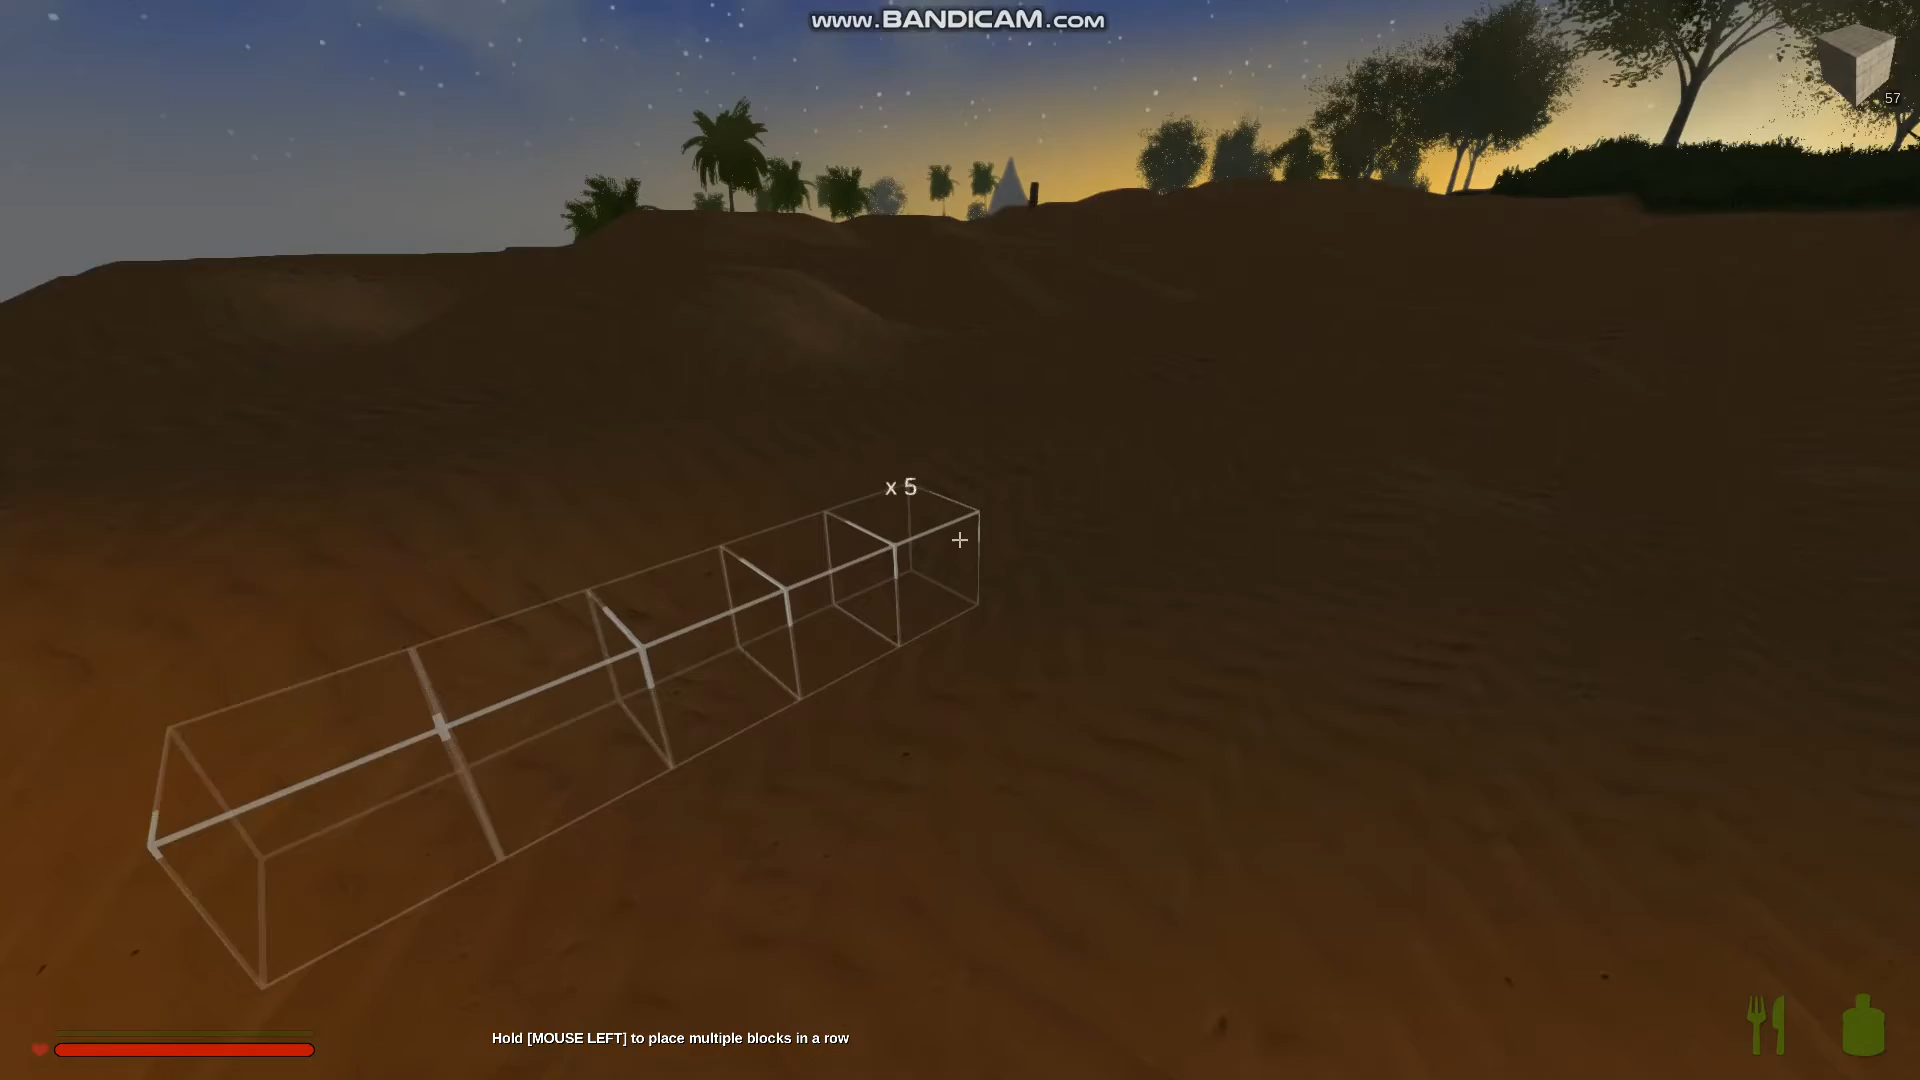 www.BANDICAM.com
57
x 5
Hold [MOUSE LEFT] to place multiple blocks in a row